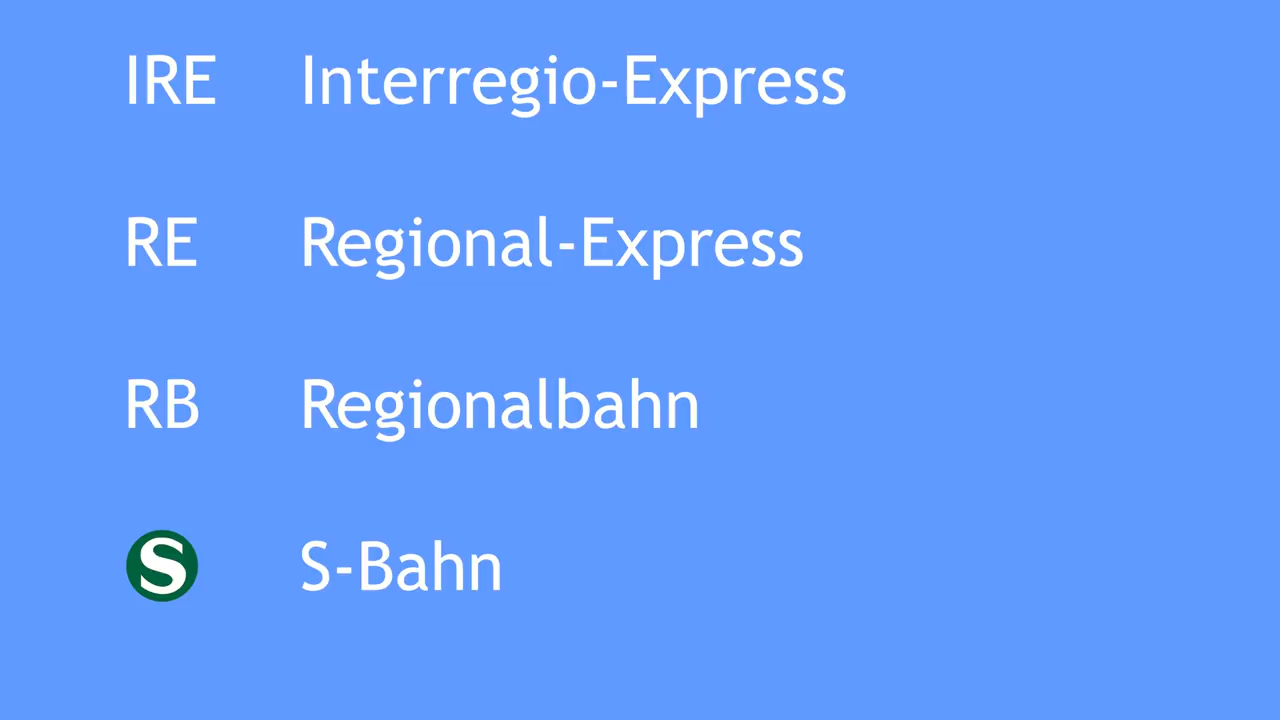 IRE Interregio-Express
RE Regional-Express
RB Regionalbahn
S S-Bahn